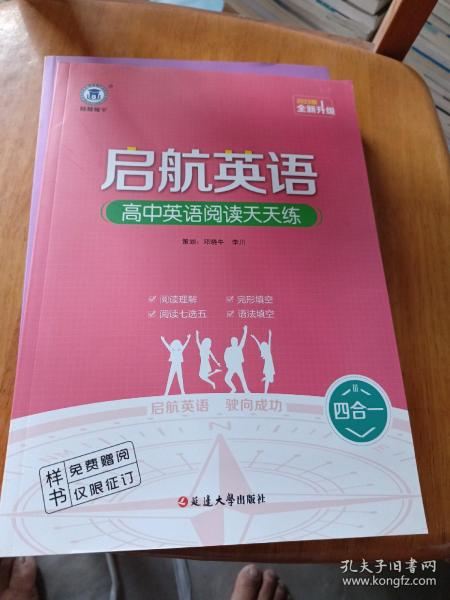 全新升级
启航英语
高中英语阅读天天练
策划：邓晓牛 李川
阅读理解
完形填空
阅读七选五
语法填空
启航英语 驶向成功
四合一
样书
免费赠阅
仅限征订
延边大学出版社
孔夫子旧书网
www.kongfz.com